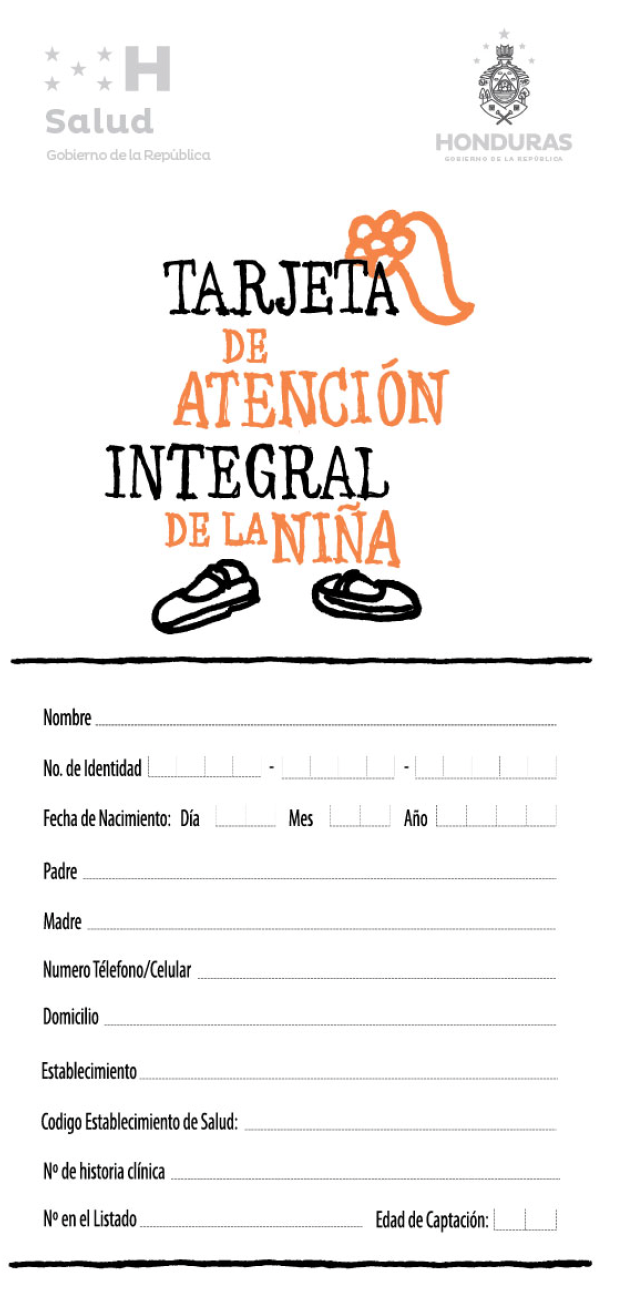 H
Salud
Gobierno de la República
HONDURAS
GOBIERNO DE LA REPÚBLICA
TARJETA
DE
ATENCIÓN
INTEGRAL
DE LA NIÑA
Nombre
No. de Identidad - -
Fecha de Nacimiento: Día Mes Año
Padre
Madre
Numero Télefono/Celular
Domicilio
Establecimiento
Codigo Establecimiento de Salud:
Nº de historia clínica
Nº en el Listado Edad de Captación: